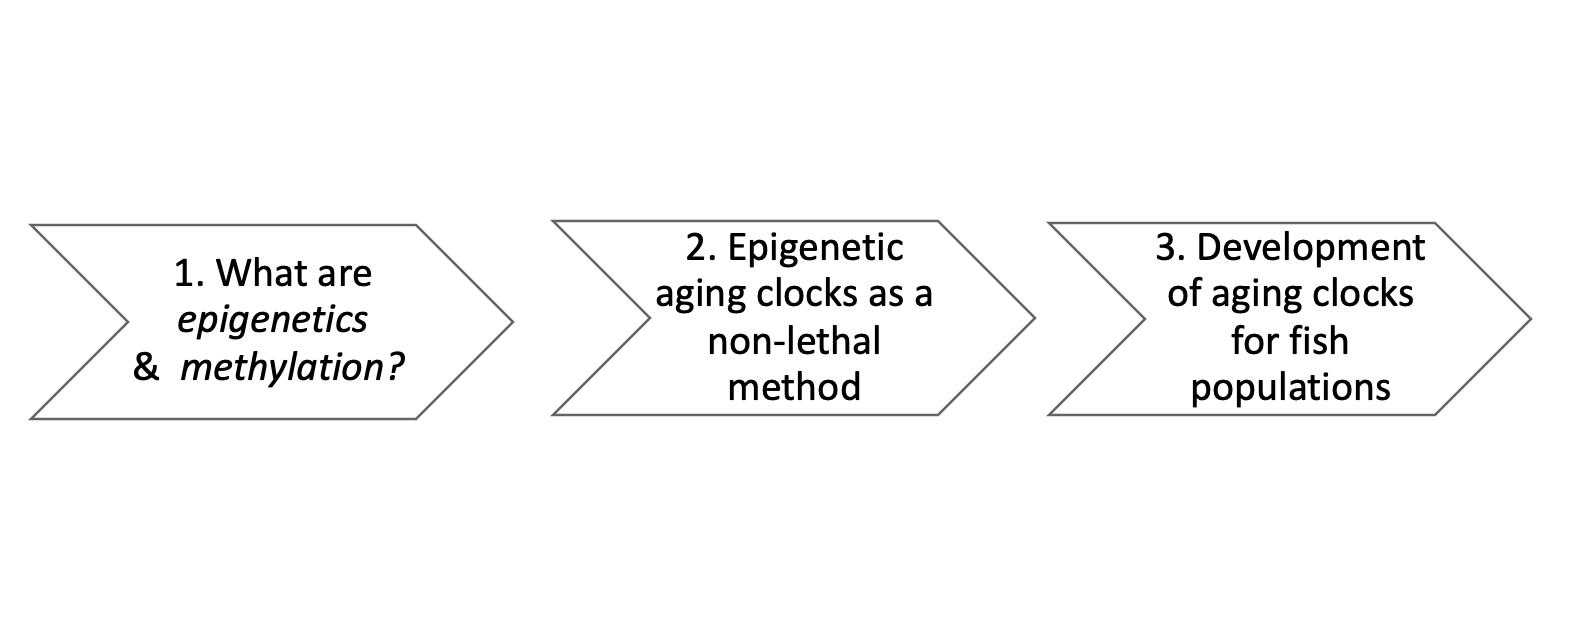 1. What are
epigenetics
& methylation?
2. Epigenetic
aging clocks as a
non-lethal
method
3. Development
of aging clocks
for fish
populations